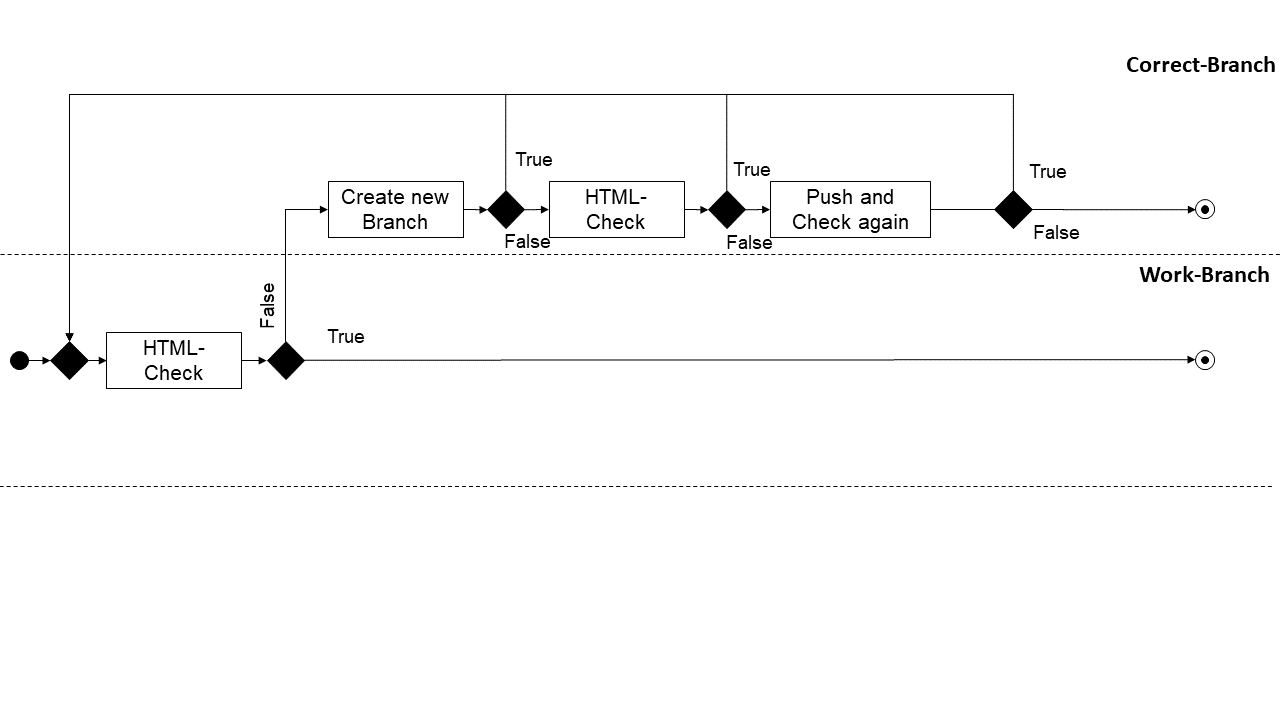 Correct-Branch
True
True
True
Create new
Branch
HTML-
Check
Push and
Check again
False
False
False
Work-Branch
False
True
HTML-
Check